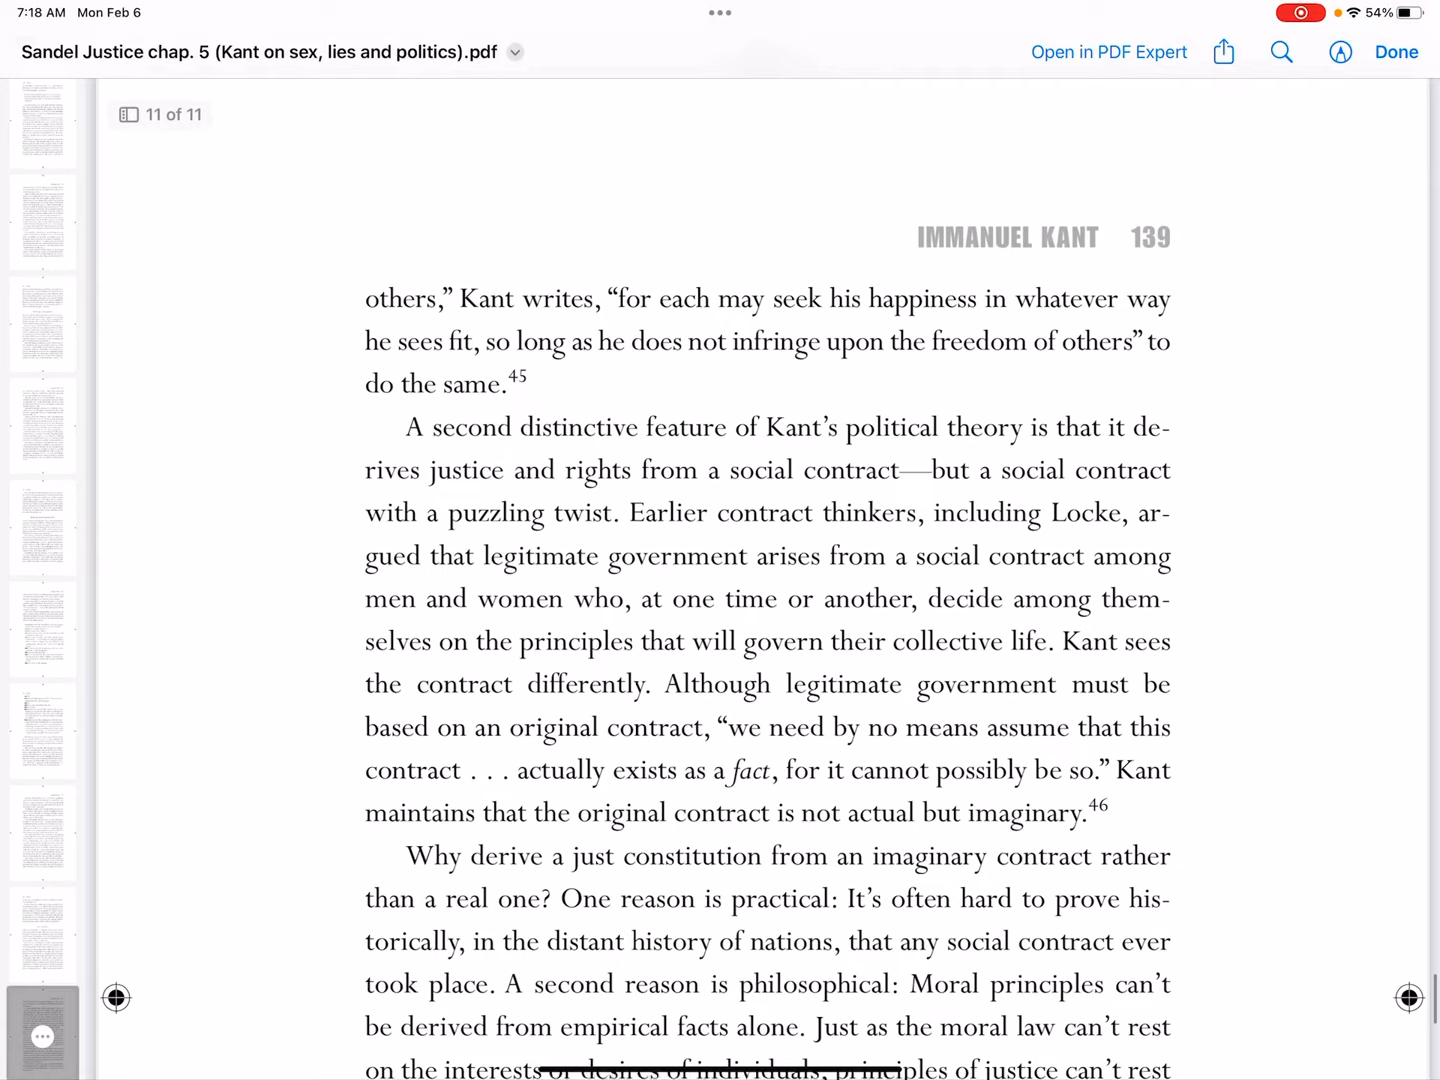 7:18 AM Mon Feb 6
54%
Sandel Justice chap. 5 (Kant on sex, lies and politics).pdf
Open in PDF Expert
Done
11 of 11
IMMANUEL KANT 139
others,” Kant writes, “for each may seek his happiness in whatever way
he sees fit, so long as he does not infringe upon the freedom of others” to
do the same.45
A second distinctive feature of Kant’s political theory is that it de-
rives justice and rights from a social contract—but a social contract
with a puzzling twist. Earlier contract thinkers, including Locke, ar-
gued that legitimate government arises from a social contract among
men and women who, at one time or another, decide among them-
selves on the principles that will govern their collective life. Kant sees
the contract differently. Although legitimate government must be
based on an original contract, “we need by no means assume that this
contract . . . actually exists as a fact, for it cannot possibly be so.” Kant
maintains that the original contract is not actual but imaginary.46
Why derive a just constitution from an imaginary contract rather
than a real one? One reason is practical: It’s often hard to prove his-
torically, in the distant history of nations, that any social contract ever
took place. A second reason is philosophical: Moral principles can’t
be derived from empirical facts alone. Just as the moral law can’t rest
on the interests or desires of individuals, principles of justice can’t rest